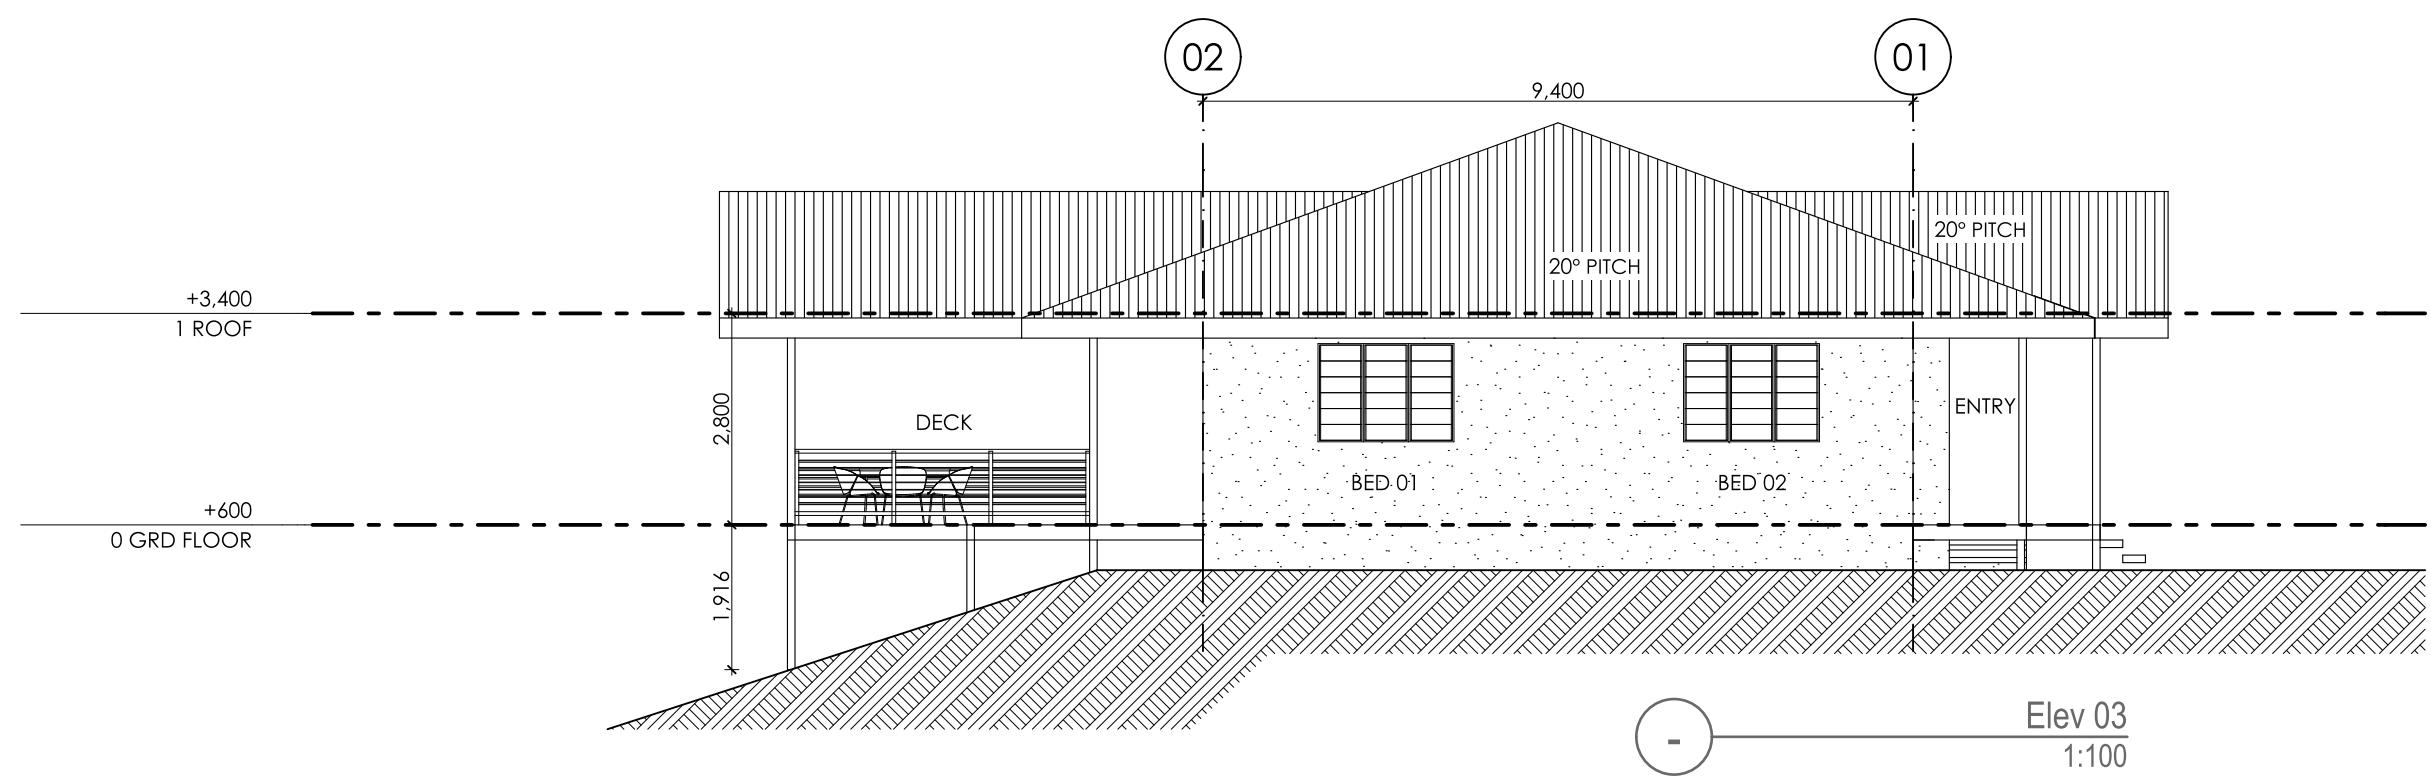 02
01
9,400
20° PITCH
20° PITCH
+3,400
1 ROOF
2,800
DECK
ENTRY
BED 01
BED 02
+600
0 GRD FLOOR
1,916
-
Elev 03
1:100